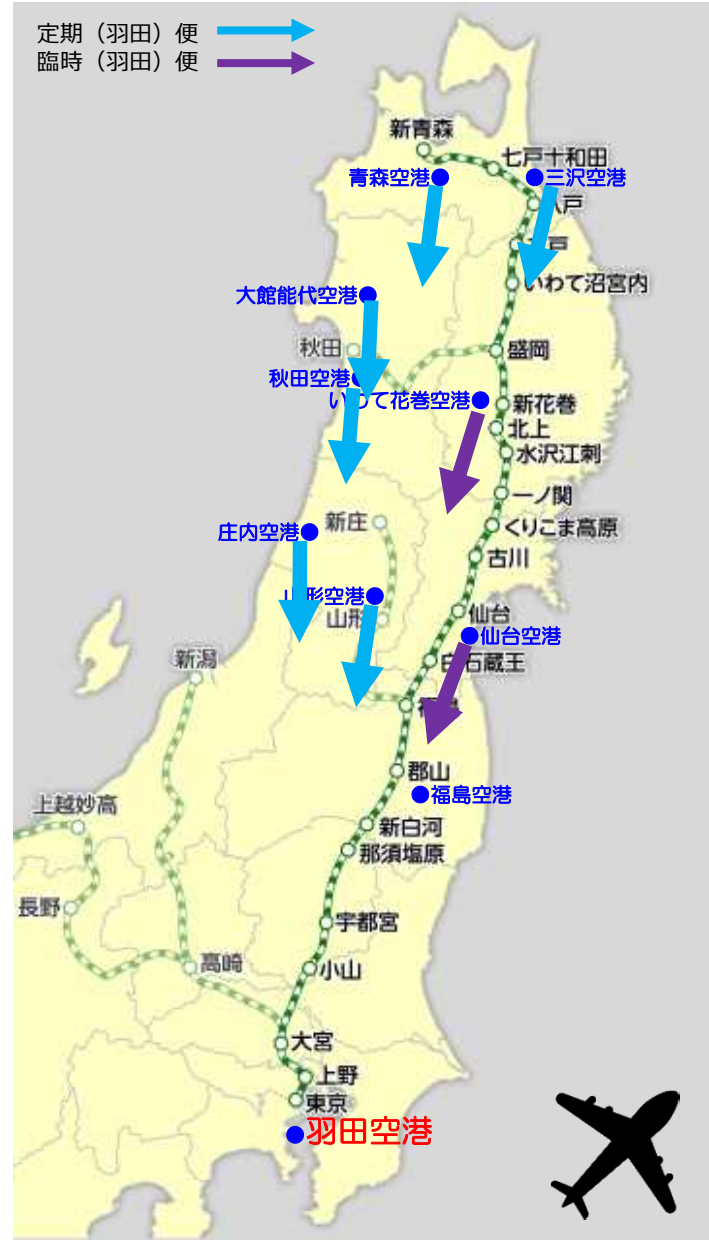 定期（羽田）便
臨時（羽田）便
新青森
七戸十和田
青森空港
三沢空港
八戸
いわて沼宮内
大館能代空港
秋田
盛岡
秋田空港
いわて花巻空港
新花巻
北上
水沢江刺
一ノ関
新庄
くりこま高原
庄内空港
古川
山形空港
山形
仙台
仙台空港
白石蔵王
新潟
郡山
福島空港
上越妙高
新白河
那須塩原
長野
宇都宮
高崎
小山
大宮
上野
東京
羽田空港